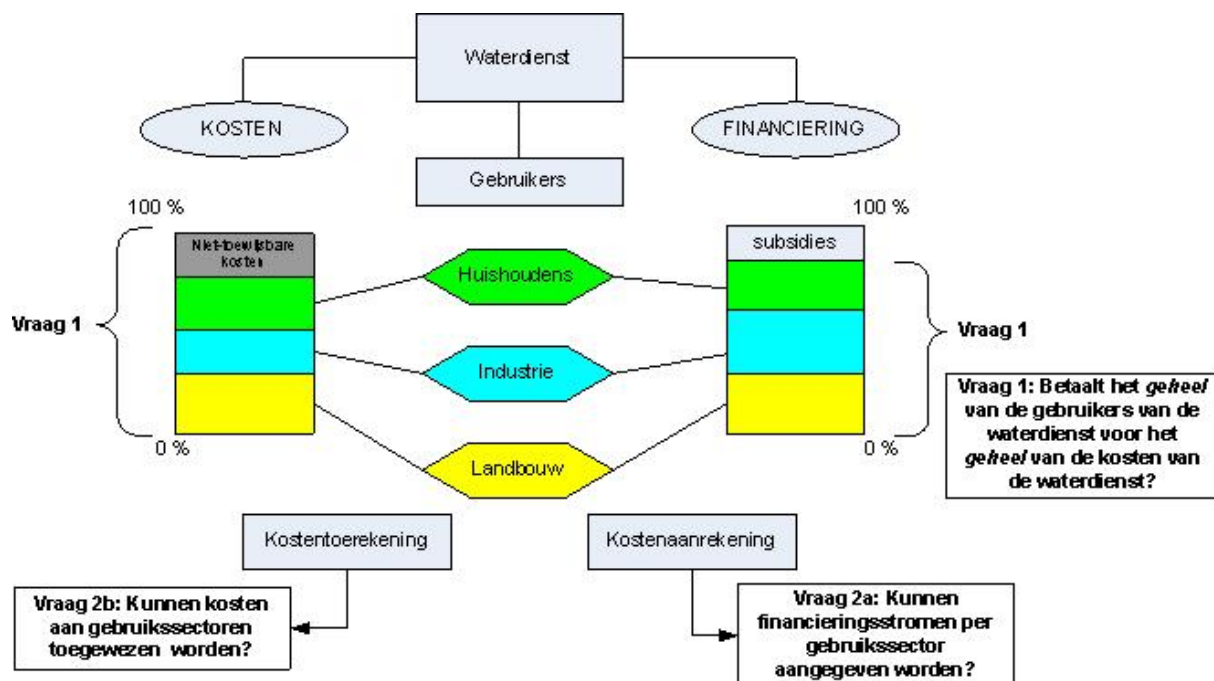 Waterdienst
KOSTEN
FINANCIERING
Gebruikers
100 %
100 %
Niet-toewijsbare
kosten
subsidies
Huishoudens
Vraag 1
Vraag 1
Industrie
Vraag 1: Betaalt het geheel
van de gebruikers van de
waterdienst voor het
geheel van de kosten van
de waterdienst?
0 %
0 %
Landbouw
Kostentoerekening
Kostenaanrekening
Vraag 2b: Kunnen kosten
aan gebruikssectoren
toegewezen worden?
Vraag 2a: Kunnen
financieringsstromen per
gebruikssector
aangegeven worden?